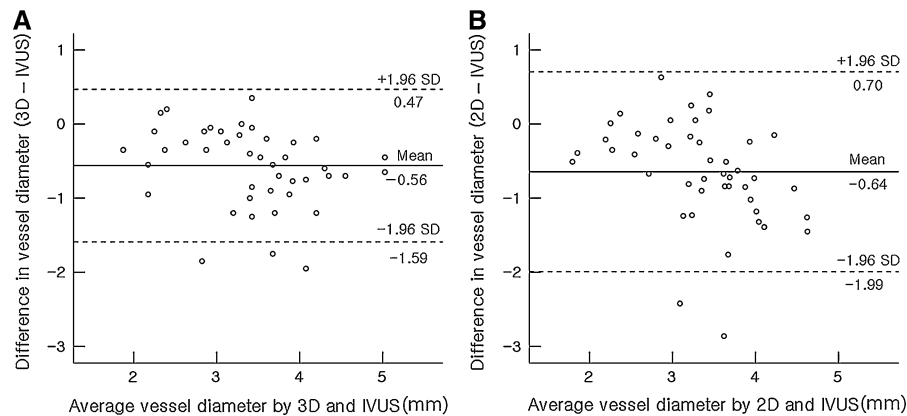 A
Difference in vessel diameter (3D – IVUS)
1
0
−1
−2
−3
+1.96 SD
0.47
Mean
−0.56
−1.96 SD
−1.59
2
3
4
5
Average vessel diameter by 3D and IVUS (mm)
B
Difference in vessel diameter (2D – IVUS)
1
0
−1
−2
−3
+1.96 SD
0.70
Mean
−0.64
−1.96 SD
−1.99
2
3
4
5
Average vessel diameter by 2D and IVUS (mm)